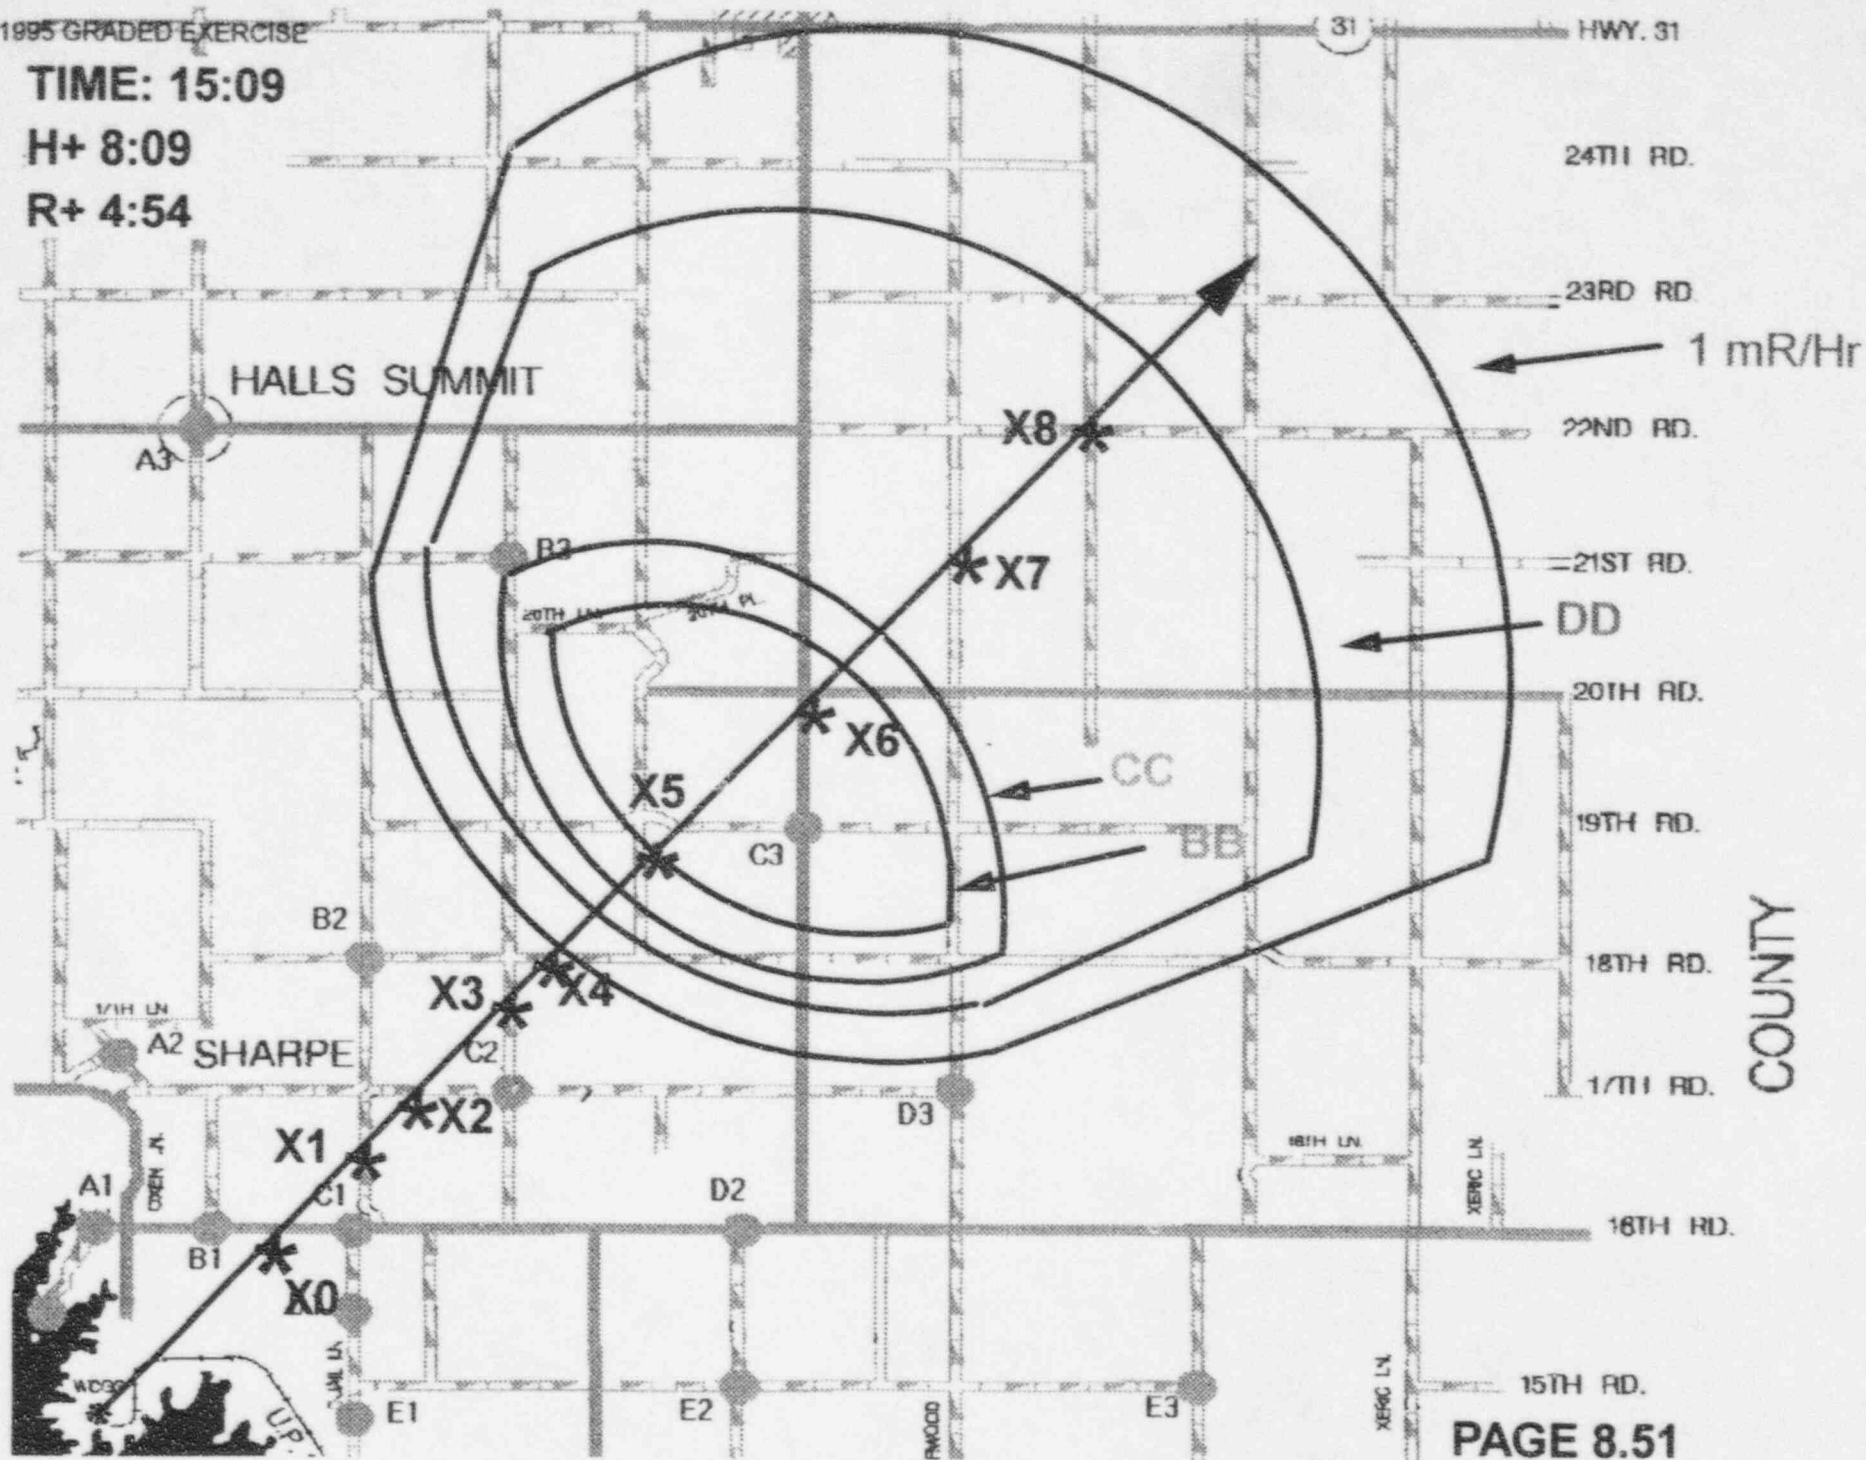 1995 GRADED EXERCISE
TIME: 15:09
H+ 8:09
R+ 4:54
31
HWY. 31
24TH RD.
23RD RD
1 mR/Hr
HALLS SUMMIT
A3
X8
22ND RD.
B3
X7
21ST RD.
20TH LN.
20TH PL.
DD
20TH RD.
X6
CC
X5
C3
BB
19TH RD.
B2
X3
X4
18TH RD.
COUNTY
17TH LN
A2
SHARPE
C2
17TH RD.
X2
D3
X1
16TH LN.
XERIC LN.
OXEN LN.
A1
C1
D2
B1
16TH RD.
X0
E1
E2
E3
XERIC LN.
15TH RD.
UP
PAGE 8.51